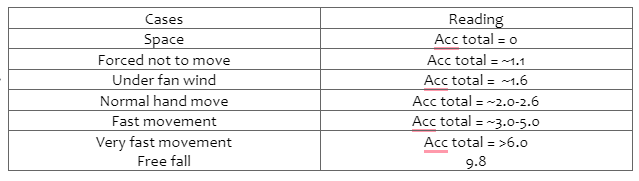 Cases Reading
Space Acc total = 0
Forced not to move Acc total = ~1.1
Under fan wind Acc total = ~1.6
Normal hand move Acc total = ~2.0-2.6
Fast movement Acc total = ~3.0-5.0
Very fast movement Acc total = >6.0
Free fall 9.8